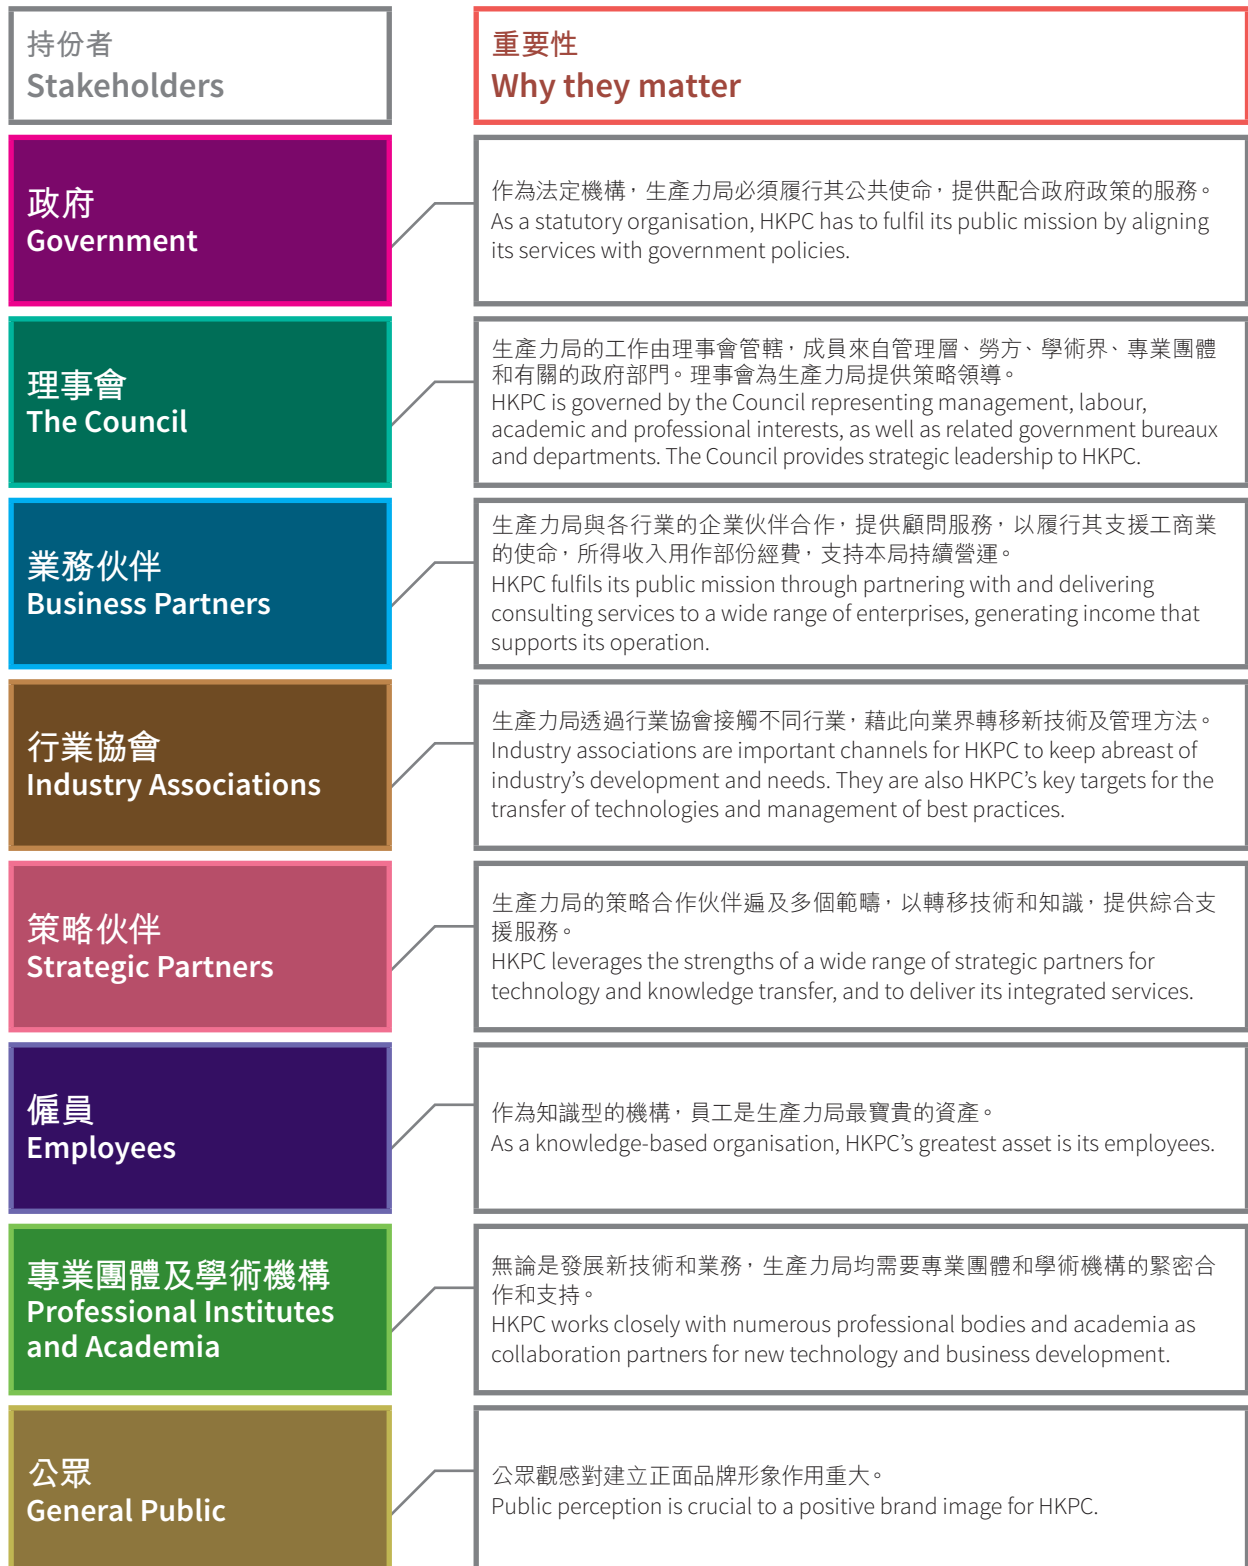 持份者
Stakeholders
重要性
Why they matter
政府
Government
作為法定機構，生產力局必須履行其公共使命，提供配合政府政策的服務。
As a statutory organisation, HKPC has to fulfil its public mission by aligning
its services with government policies.
理事會
The Council
生產力局的工作由理事會管轄，成員來自管理層、勞方、學術界、專業團體
和有關的政府部門。理事會為生產力局提供策略領導。
HKPC is governed by the Council representing management, labour,
academic and professional interests, as well as related government bureaux
and departments. The Council provides strategic leadership to HKPC.
業務伙伴
Business Partners
生產力局與各行業的企業伙伴合作，提供顧問服務，以履行其支援工商業
的使命，所得收入用作部份經費，支持本局持續營運。
HKPC fulfils its public mission through partnering with and delivering
consulting services to a wide range of enterprises, generating income that
supports its operation.
行業協會
Industry Associations
生產力局透過行業協會接觸不同行業，藉此向業界轉移新技術及管理方法。
Industry associations are important channels for HKPC to keep abreast of
industry’s development and needs. They are also HKPC’s key targets for the
transfer of technologies and management of best practices.
策略伙伴
Strategic Partners
生產力局的策略合作伙伴遍及多個範疇，以轉移技術和知識，提供綜合支
援服務。
HKPC leverages the strengths of a wide range of strategic partners for
technology and knowledge transfer, and to deliver its integrated services.
僱員
Employees
作為知識型的機構，員工是生產力局最寶貴的資產。
As a knowledge-based organisation, HKPC’s greatest asset is its employees.
專業團體及學術機構
Professional Institutes
and Academia
無論是發展新技術和業務，生產力局均需要專業團體和學術機構的緊密合
作和支持。
HKPC works closely with numerous professional bodies and academia as
collaboration partners for new technology and business development.
公眾
General Public
公眾觀感對建立正面品牌形象作用重大。
Public perception is crucial to a positive brand image for HKPC.